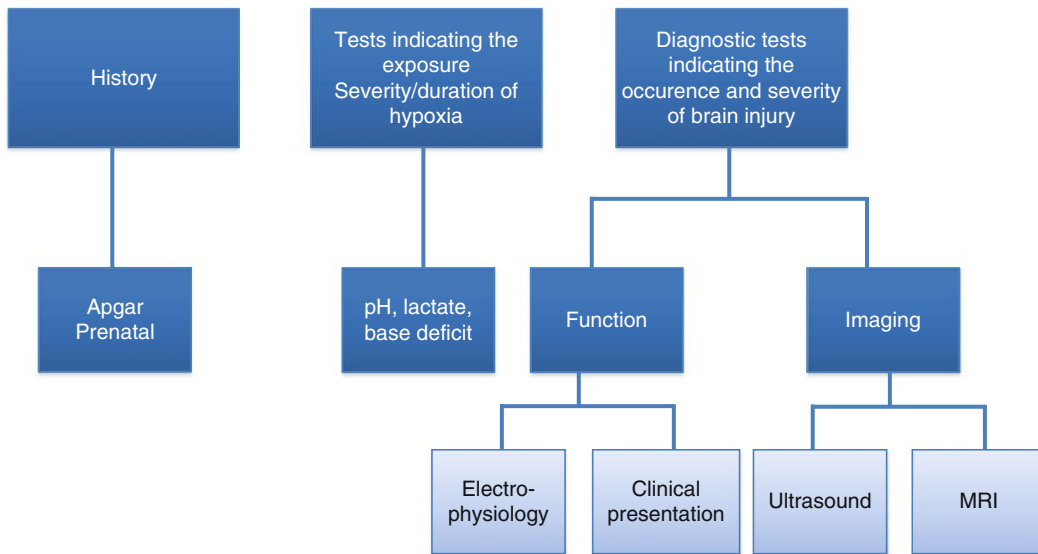 History
Tests indicating the
exposure
Severity/duration of
hypoxia
Diagnostic tests
indicating the
occurence and severity
of brain injury
Apgar
Prenatal
pH, lactate,
base deficit
Function
Imaging
Electro-
physiology
Clinical
presentation
Ultrasound
MRI